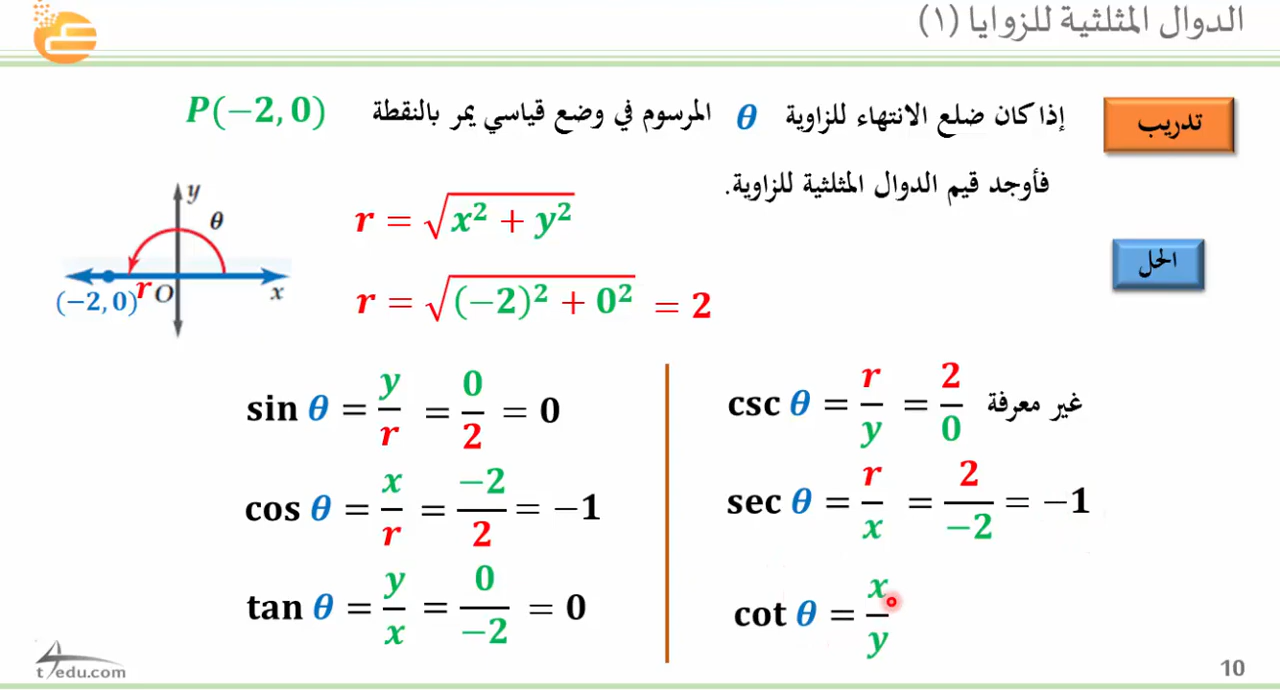 الدوال المثلثية للزوايا (١)
تدريب
إذا كان ضلع الانتهاء للزاوية θ المرسوم في وضع قياسي يمر بالنقطة P(−2, 0)
فأوجد قيم الدوال المثلثية للزاوية.
الحل
y
θ
(−2, 0) r O x
r = √(x² + y²)
r = √((−2)² + 0²) = 2
sin θ = y/r = 0/2 = 0
cos θ = x/r = −2/2 = −1
tan θ = y/x = 0/−2 = 0
csc θ = r/y = 2/0 غير معرفة
sec θ = r/x = 2/−2 = −1
cot θ = x/y
t4edu.com
10